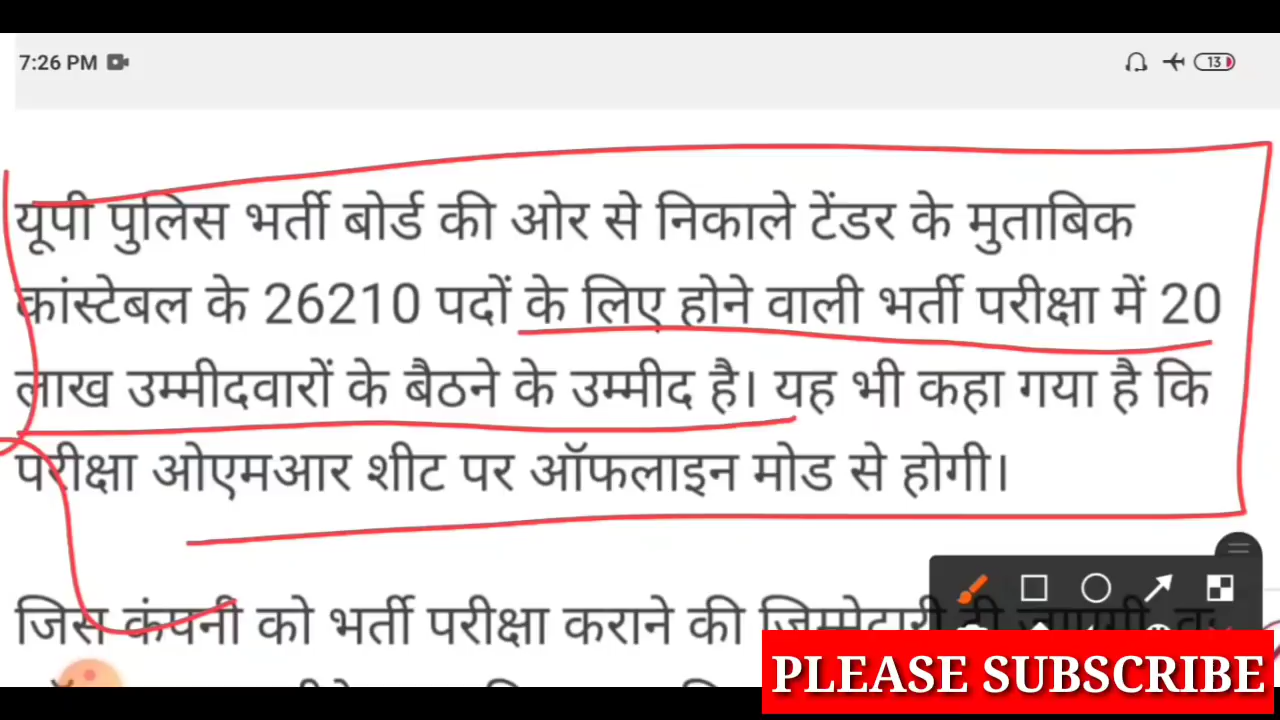 7:26 PM
13
यूपी पुलिस भर्ती बोर्ड की ओर से निकाले टेंडर के मुताबिक
कांस्टेबल के 26210 पदों के लिए होने वाली भर्ती परीक्षा में 20
लाख उम्मीदवारों के बैठने के उम्मीद है। यह भी कहा गया है कि
परीक्षा ओएमआर शीट पर ऑफलाइन मोड से होगी।
जिस कंपनी को भर्ती परीक्षा कराने की जिम्मेदारी
PLEASE SUBSCRIBE